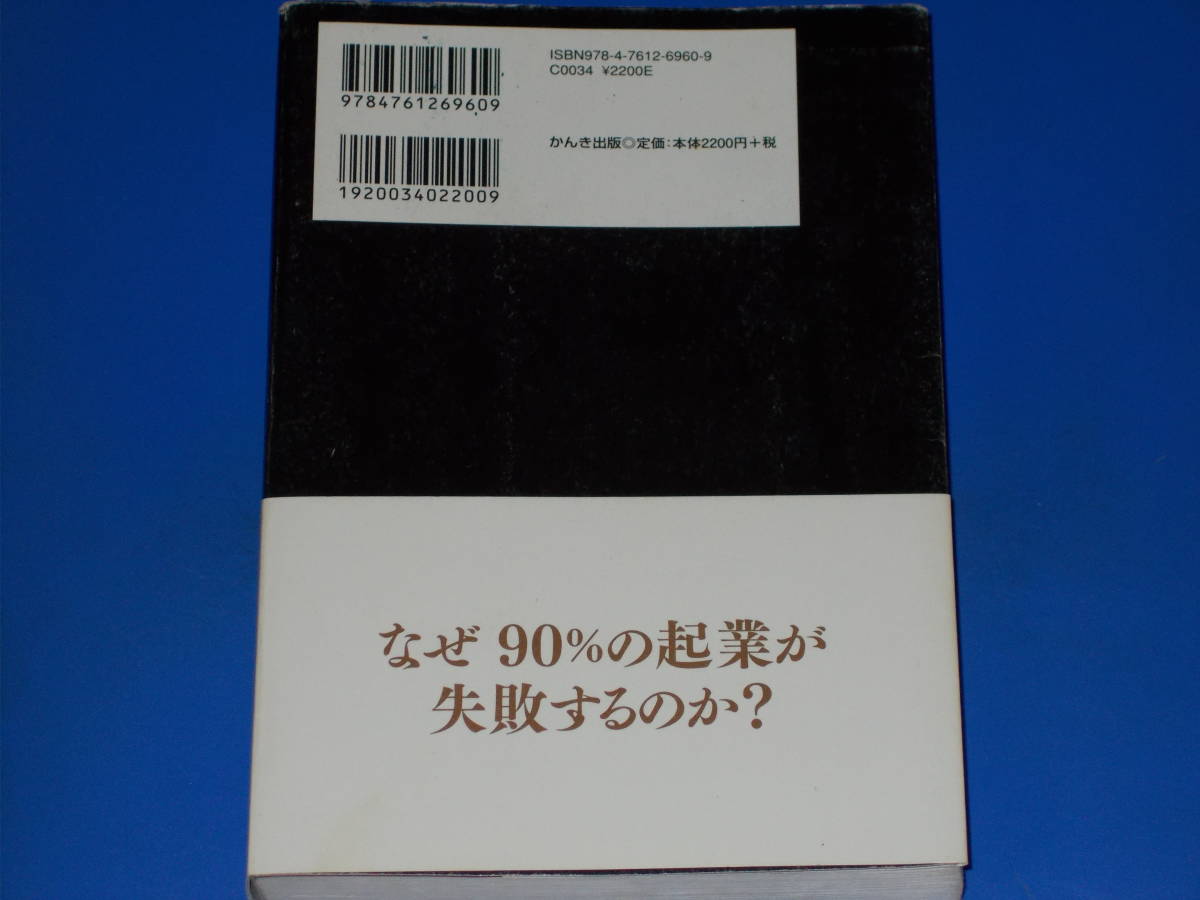 ISBN978-4-7612-6960-9
C0034 ¥2200E
9784761269609
かんき出版◎定価:本体2200円+税
1920034022009
なぜ 90%の起業が
失敗するのか?